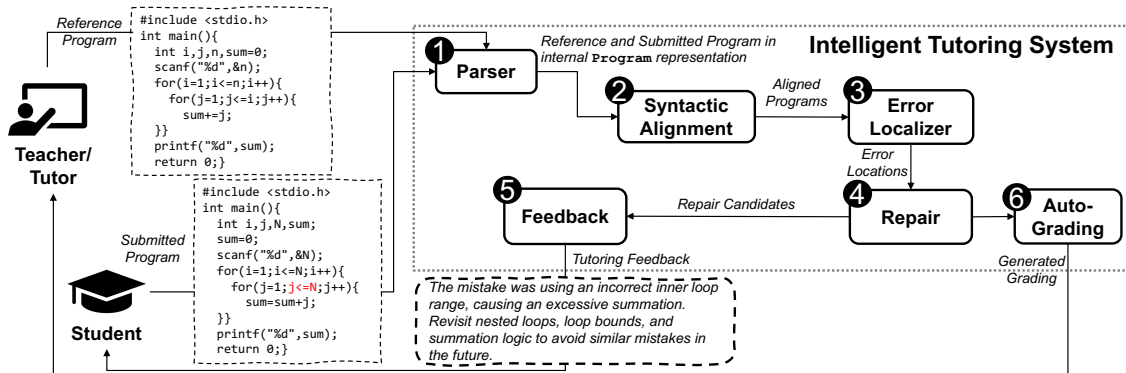 Reference
Program
#include <stdio.h>
int main(){
int i,j,n,sum=0;
scanf("%d",&n);
for(i=1;i<=n;i++){
for(j=1;j<=i;j++){
sum+=j;
}}
printf("%d",sum);
return 0;}
Teacher/
Tutor
Submitted
Program
#include <stdio.h>
int main(){
int i,j,N,sum;
sum=0;
scanf("%d",&N);
for(i=1;i<=N;i++){
for(j=1;j<=N;j++){
sum=sum+j;
}}
printf("%d",sum);
return 0;}
Student
Intelligent Tutoring System
1
Parser
Reference and Submitted Program in
internal Program representation
2
Syntactic
Alignment
Aligned
Programs
3
Error
Localizer
Error
Locations
4
Repair
Repair Candidates
5
Feedback
6
Auto-
Grading
Tutoring Feedback
Generated
Grading
The mistake was using an incorrect inner loop
range, causing an excessive summation.
Revisit nested loops, loop bounds, and
summation logic to avoid similar mistakes in
the future.